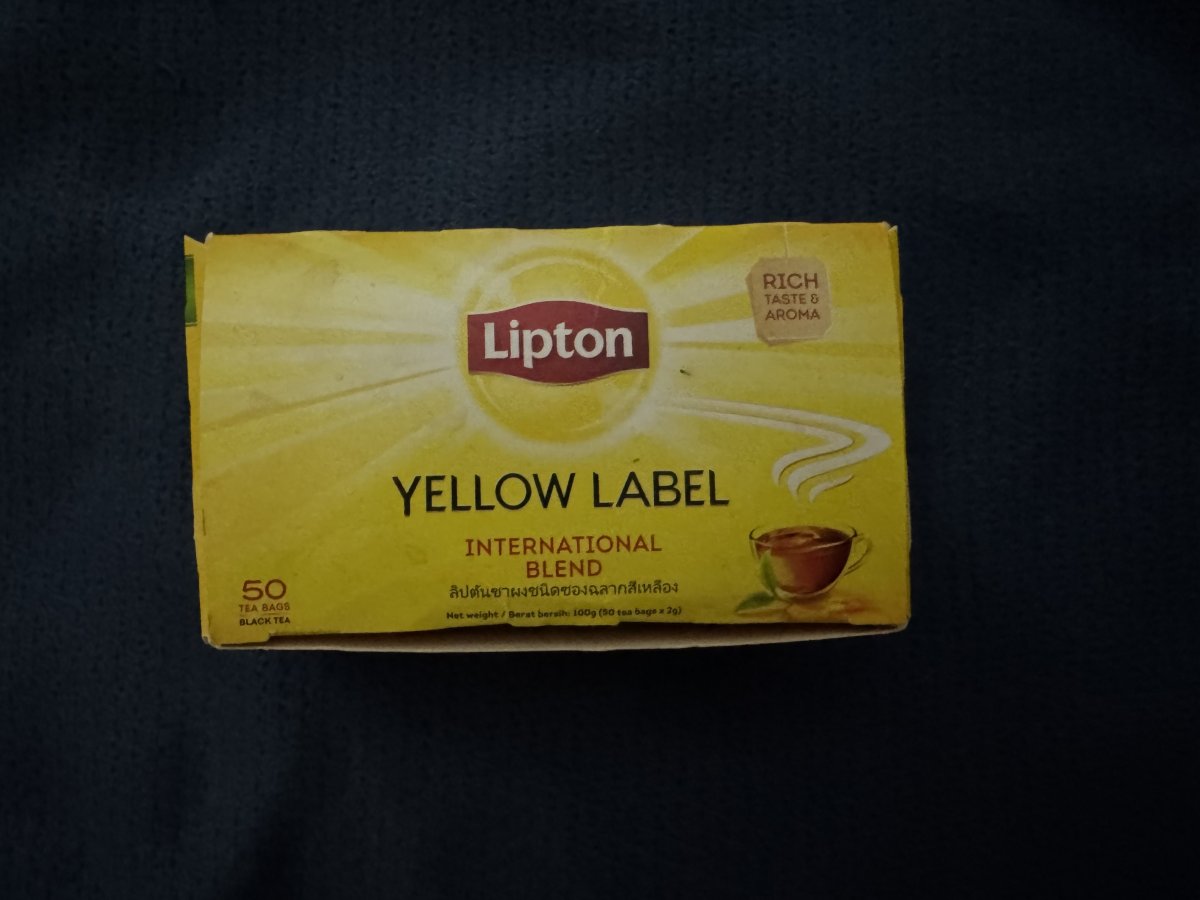 Lipton
RICH
TASTE &
AROMA
YELLOW LABEL
INTERNATIONAL
BLEND
ลิปตันชาผงชนิดซองฉลากสีเหลือง
Net weight / Berat bersih: 100g (50 tea bags x 2g)
50
TEA BAGS
BLACK TEA